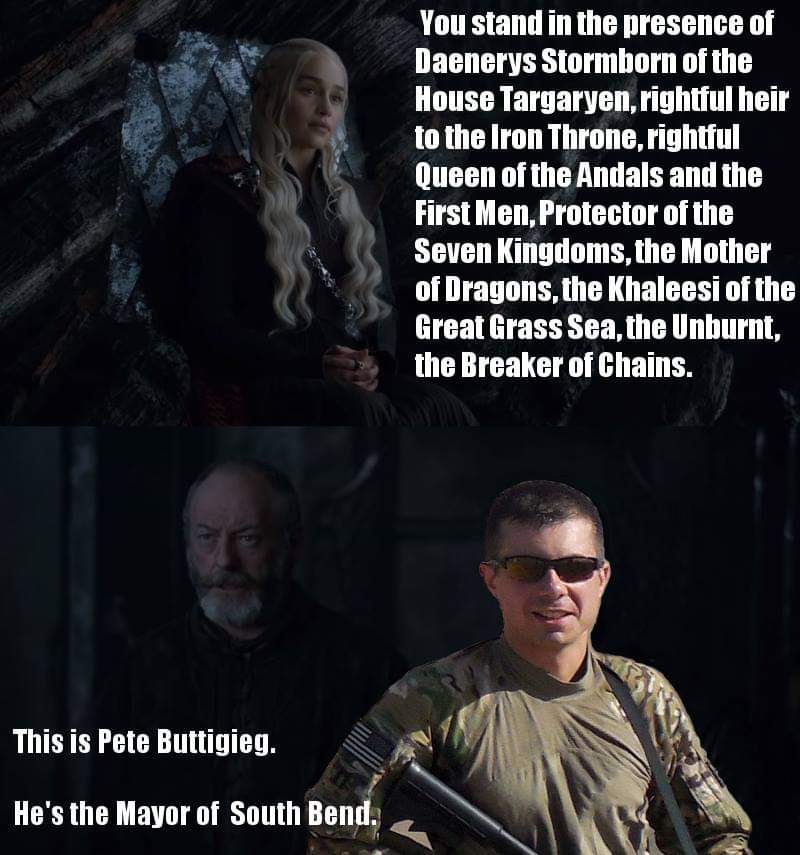 You stand in the presence of
Daenerys Stormborn of the
House Targaryen, rightful heir
to the Iron Throne, rightful
Queen of the Andals and the
First Men, Protector of the
Seven Kingdoms, the Mother
of Dragons, the Khaleesi of the
Great Grass Sea, the Unburnt,
the Breaker of Chains.
This is Pete Buttigieg.
He's the Mayor of South Bend.